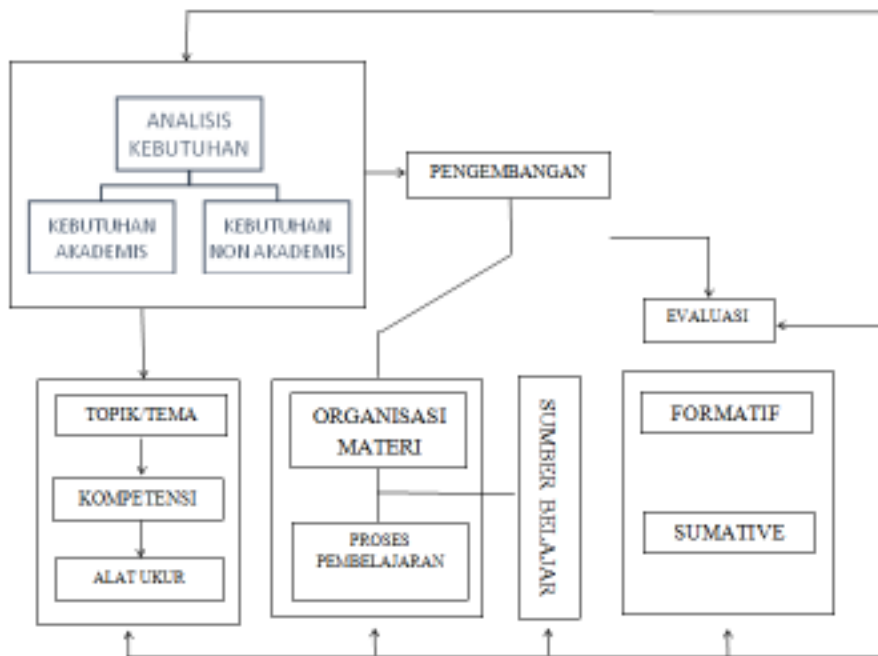 ANALISIS
KEBUTUHAN
KEBUTUHAN
AKADEMIS
KEBUTUHAN
NON AKADEMIS
PENGEMBANGAN
EVALUASI
TOPIK/TEMA
KOMPETENSI
ALAT UKUR
ORGANISASI
MATERI
PROSES
PEMBELAJARAN
SUMBER BELAJAR
FORMATIF
SUMATIVE